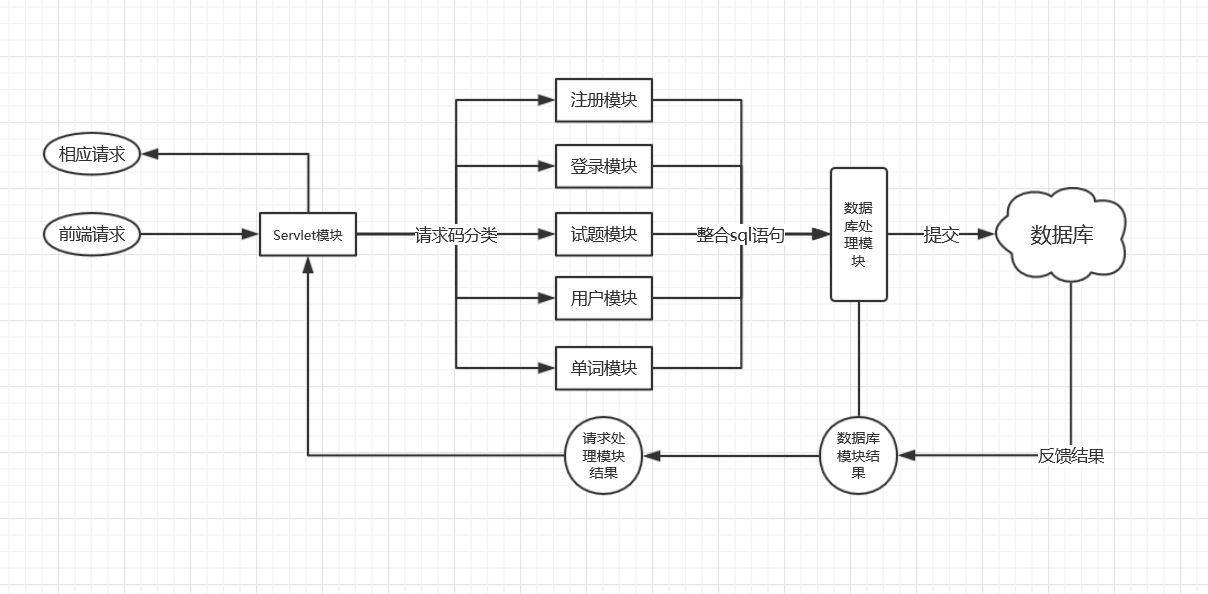 注册模块
相应请求
登录模块
前端请求
Servlet模块
请求码分类
试题模块
整合sql语句
数据
库处
理模
块
提交
数据库
用户模块
单词模块
请求处
理模块
结果
数据库
模块结
果
反馈结果